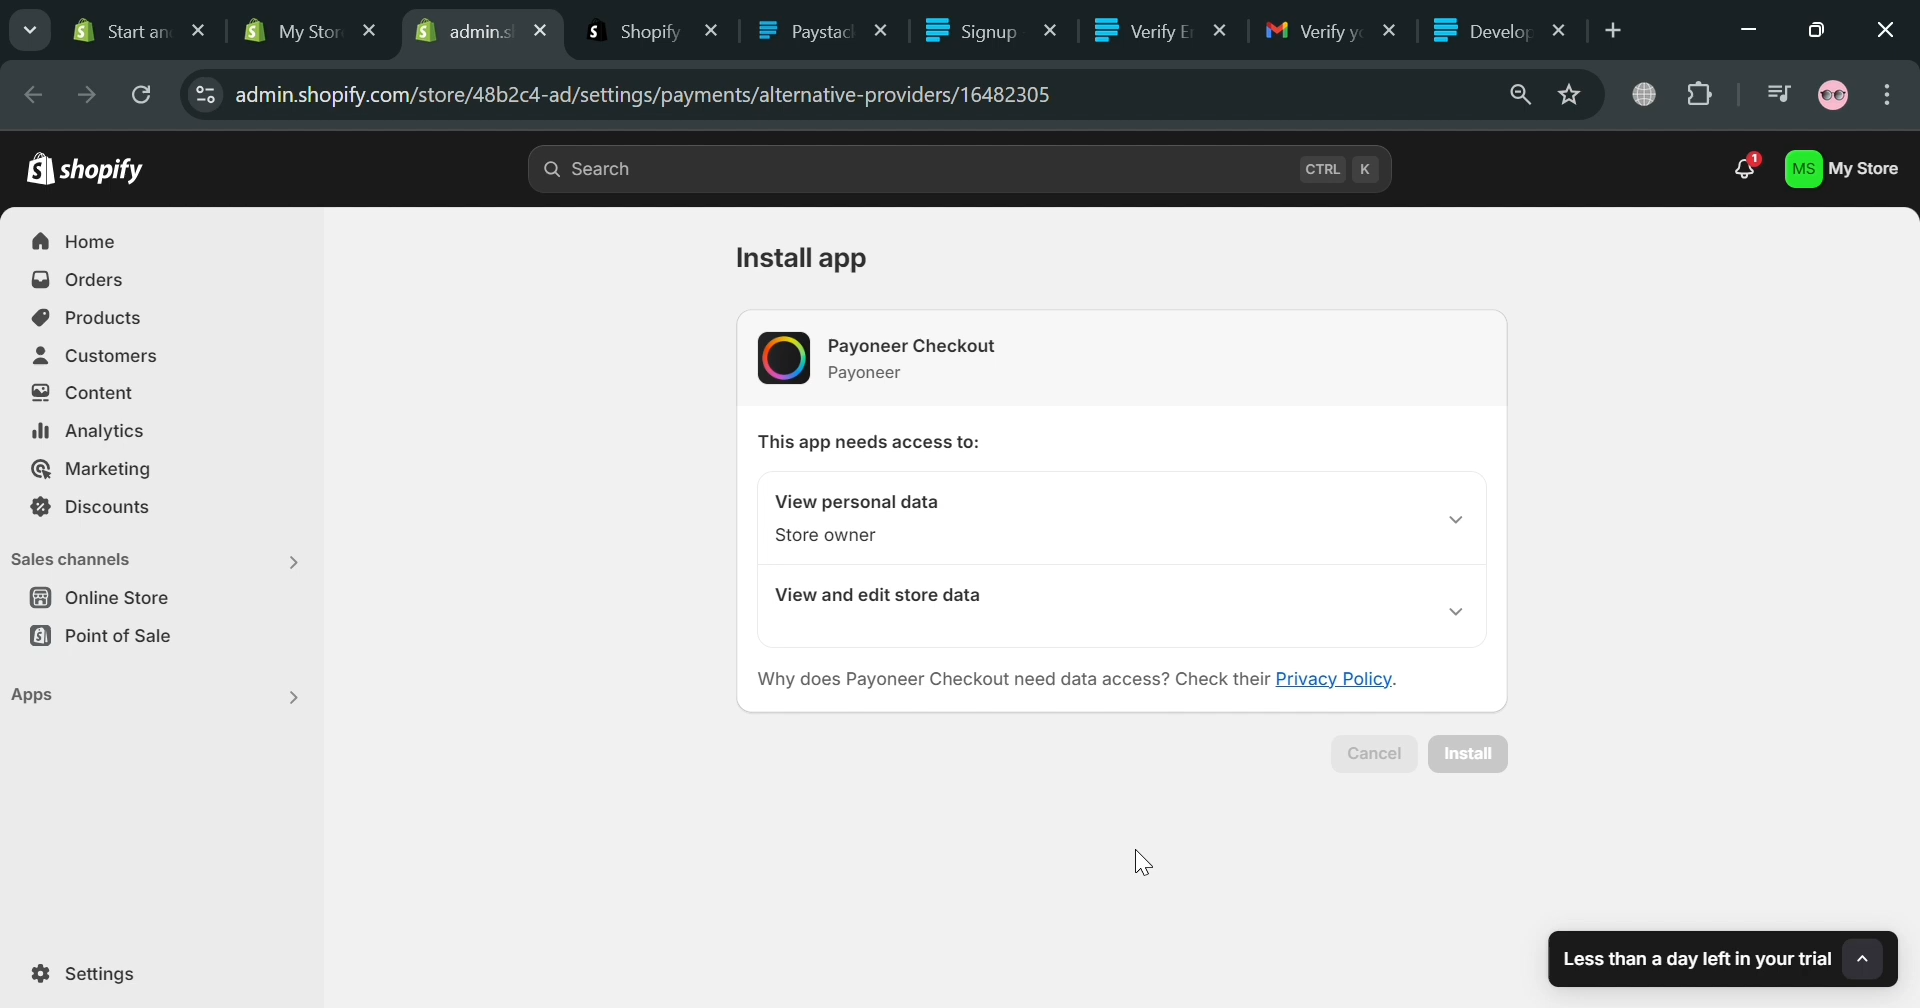 Start an
My Stor
admin.s
Shopify
Paystac
Signup
Verify E
Verify y
Develop
admin.shopify.com/store/48b2c4-ad/settings/payments/alternative-providers/16482305
shopify
Search
CTRL K
1
MS
My Store
Home
Orders
Products
Customers
Content
Analytics
Marketing
Discounts
Sales channels
Online Store
Point of Sale
Apps
Settings
Install app
Payoneer Checkout
Payoneer
This app needs access to:
View personal data
Store owner
View and edit store data
Why does Payoneer Checkout need data access? Check their Privacy Policy.
Cancel
Install
Less than a day left in your trial